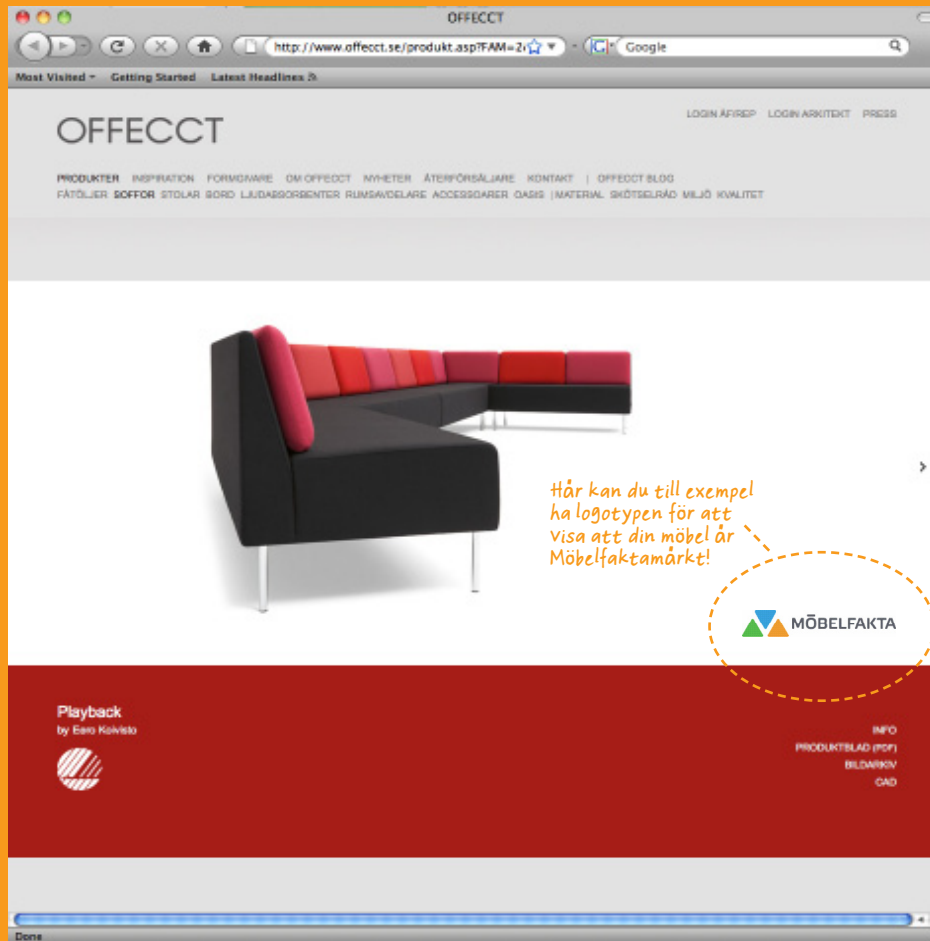 OFFECCT
http://www.offecct.se/produkt.asp?FAM=2
Google
Most Visited Getting Started Latest Headlines
LOGIN ÅF/REP LOGIN ARKITEKT PRESS
OFFECCT
PRODUKTER INSPIRATION FORMGIVARE OM OFFECCT NYHETER ÅTERFÖRSÄLJARE KONTAKT | OFFECCT BLOG
FÅTÖLJER SOFFOR STOLAR BORD LJUDABSORBENTER RUMSAVDELARE ACCESSOARER OASIS | MATERIAL SKÖTSELRÅD MILJÖ KVALITET
Hår kan du till exempel
ha logotypen för att
visa att din möbel år
Möbelfaktamårkt!
MÖBELFAKTA
Playback
by Eero Koivisto
INFO
PRODUKTBLAD (PDF)
BILDARKIV
CAD
Done